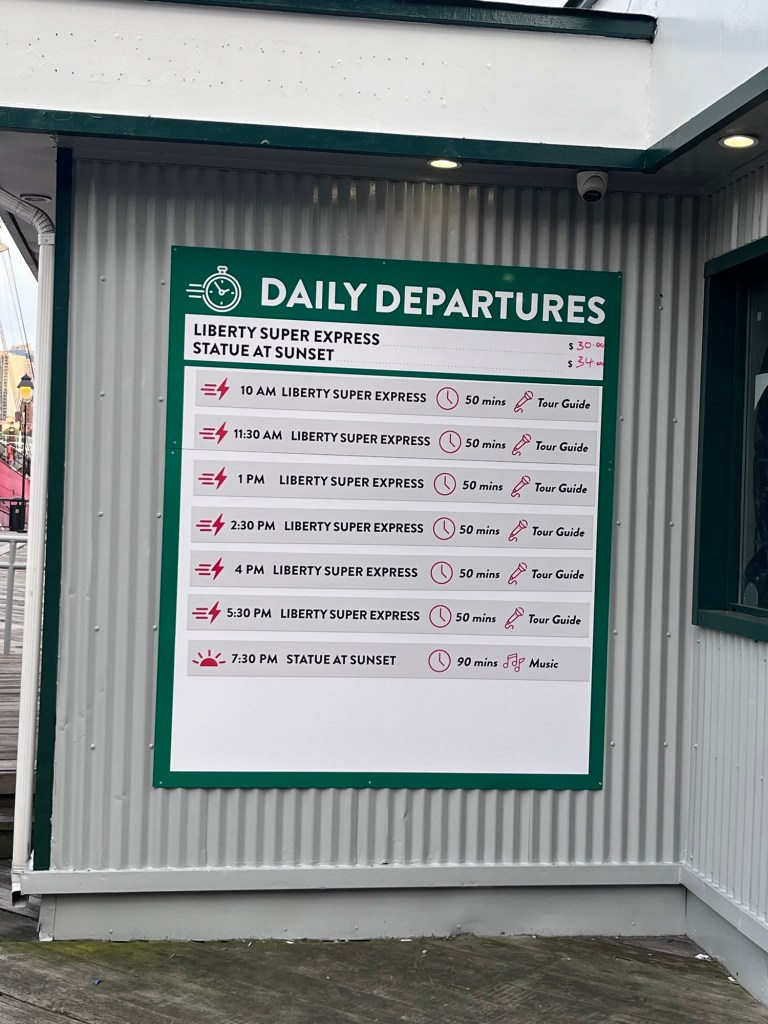 DAILY DEPARTURES
LIBERTY SUPER EXPRESS $ 30.00
STATUE AT SUNSET $ 34.00
10 AM LIBERTY SUPER EXPRESS 50 mins Tour Guide
11:30 AM LIBERTY SUPER EXPRESS 50 mins Tour Guide
1 PM LIBERTY SUPER EXPRESS 50 mins Tour Guide
2:30 PM LIBERTY SUPER EXPRESS 50 mins Tour Guide
4 PM LIBERTY SUPER EXPRESS 50 mins Tour Guide
5:30 PM LIBERTY SUPER EXPRESS 50 mins Tour Guide
7:30 PM STATUE AT SUNSET 90 mins Music